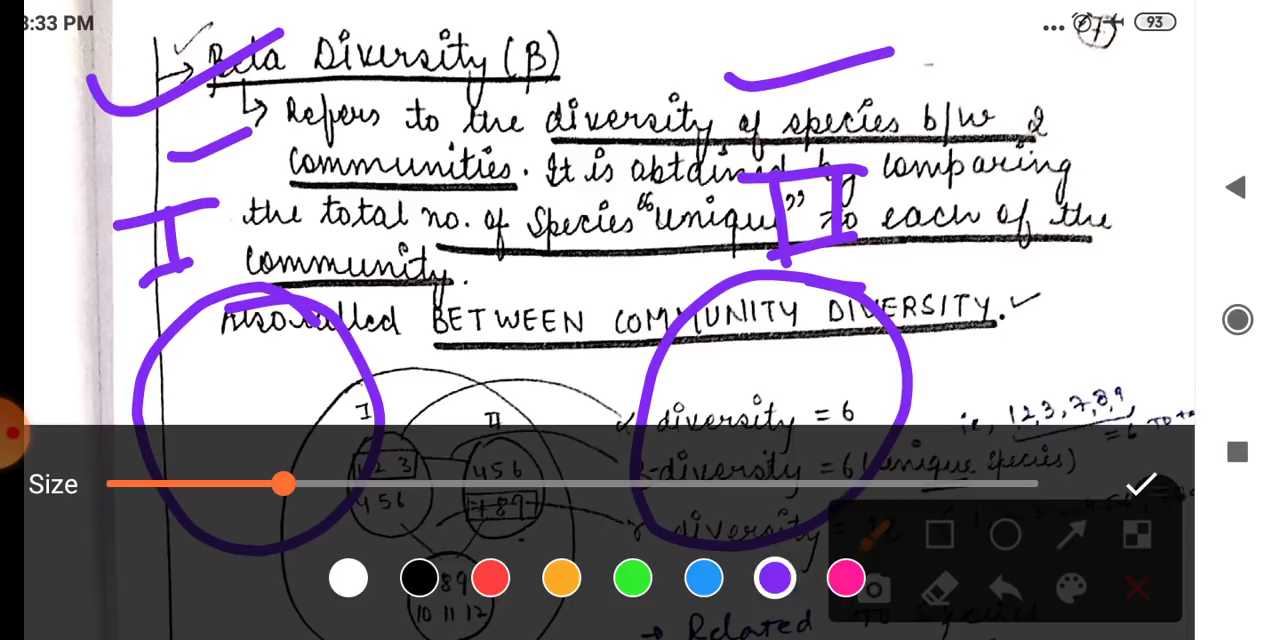 3:33 PM
93
Beta Diversity (β)
Refers to the diversity of species b/w 2
communities. It is obtained by comparing
the total no. of species "unique" to each of the
community.
Also called BETWEEN COMMUNITY DIVERSITY.
I II
I II
diversity = 6
i.e, 1,2,3,7,8,9
= 6
1 2 3
4 5 6
4 5 6
7 8 9
-diversity = 6 (unique species)
Size
diversity =
8 9
10 11 12
→ Related To Species